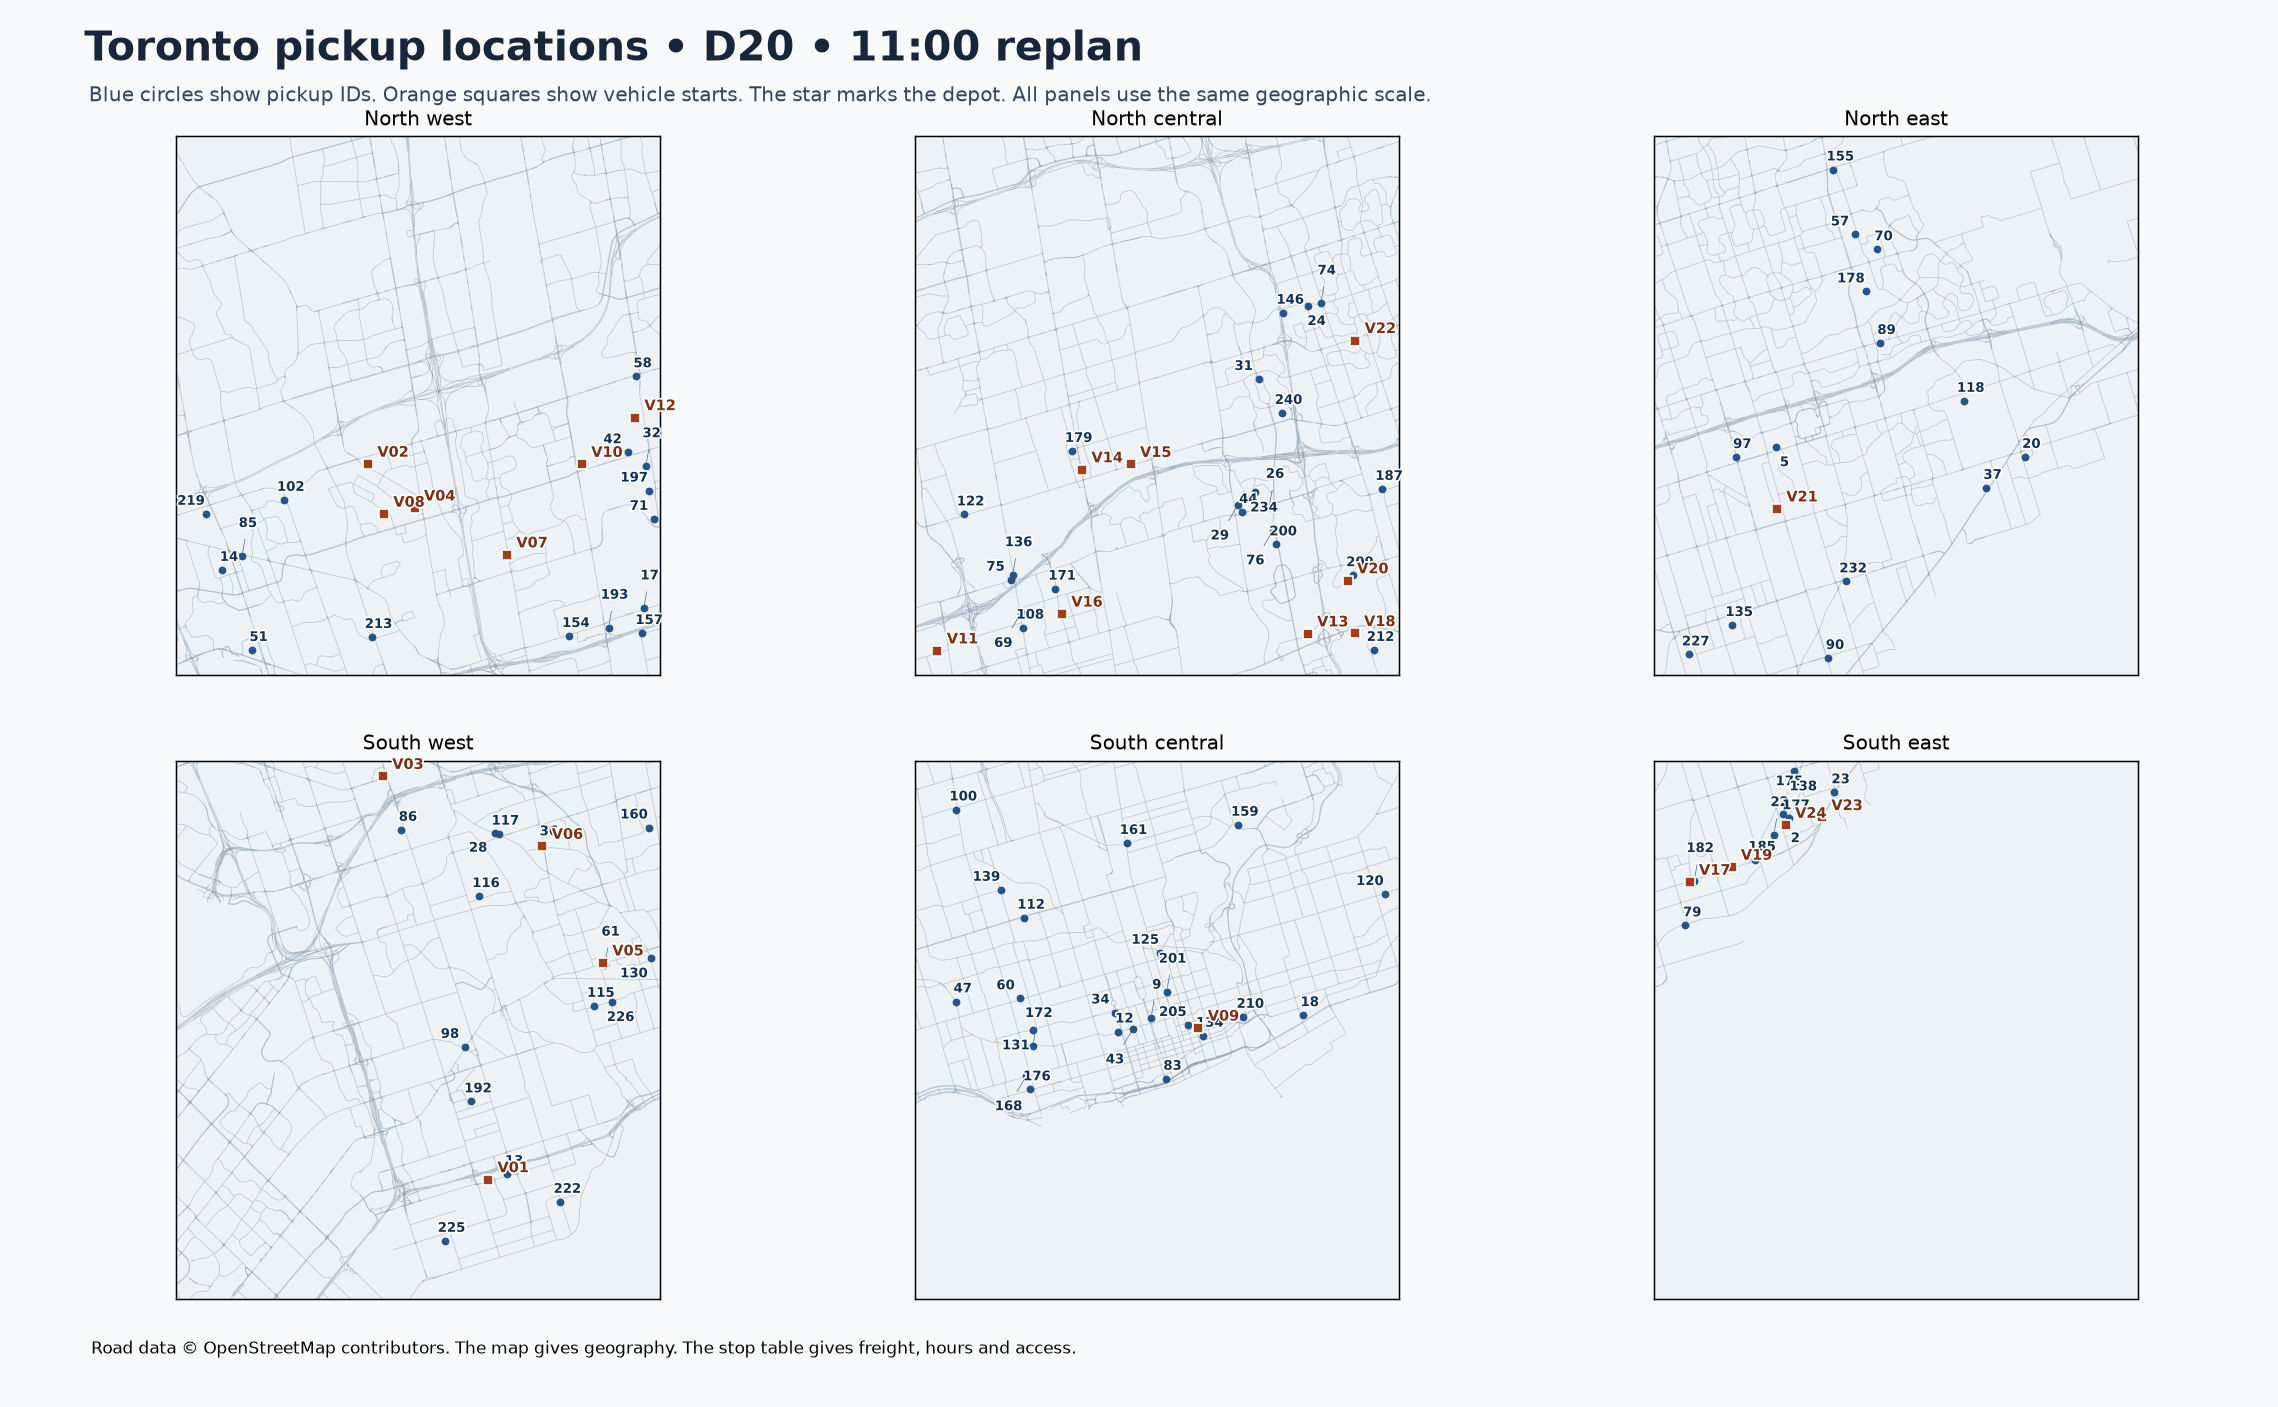 Toronto pickup locations • D20 • 11:00 replan
Blue circles show pickup IDs. Orange squares show vehicle starts. The star marks the depot. All panels use the same geographic scale.
North west
58
V12
32
42
V10
V02
197
102
V04
V08
219
71
85
V07
14
17
193
154
157
213
51
North central
74
146
24
V22
31
240
179
V14
V15
26
187
122
44
234
29
200
136
76
75
V20
171
V16
108
69
V13
V18
212
V11
North east
155
57
70
178
89
118
97
5
20
37
V21
232
135
227
90
South west
V03
86
117
160
V06
28
116
61
V05
130
115
226
98
192
13
V01
222
225
South central
100
159
161
139
120
112
125
201
60
9
47
34
210
18
172
12
205
V09
134
131
43
83
176
168
South east
175
138
23
177
V23
V24
2
185
182
V19
V17
79
Road data © OpenStreetMap contributors. The map gives geography. The stop table gives freight, hours and access.